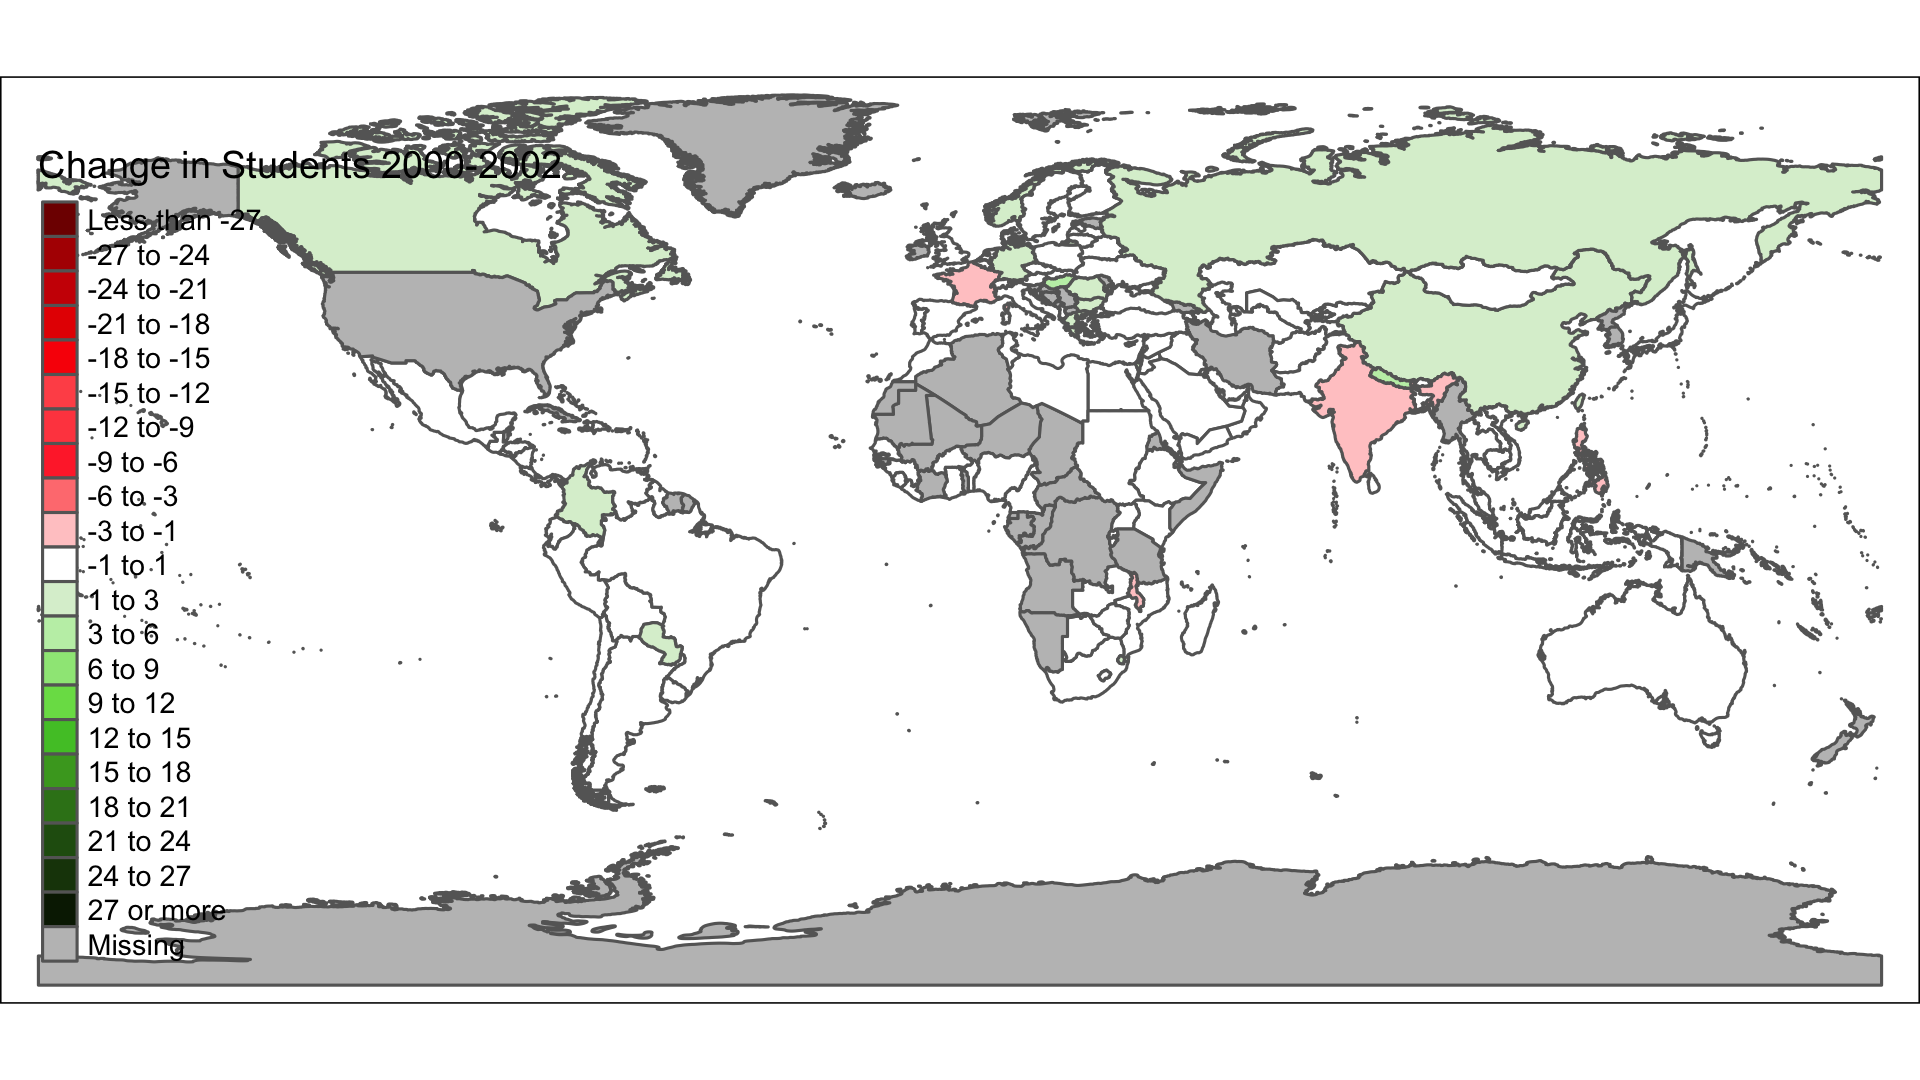 Change in Students 2000-2002
Less than -27
-27 to -24
-24 to -21
-21 to -18
-18 to -15
-15 to -12
-12 to -9
-9 to -6
-6 to -3
-3 to -1
-1 to 1
1 to 3
3 to 6
6 to 9
9 to 12
12 to 15
15 to 18
18 to 21
21 to 24
24 to 27
27 or more
Missing